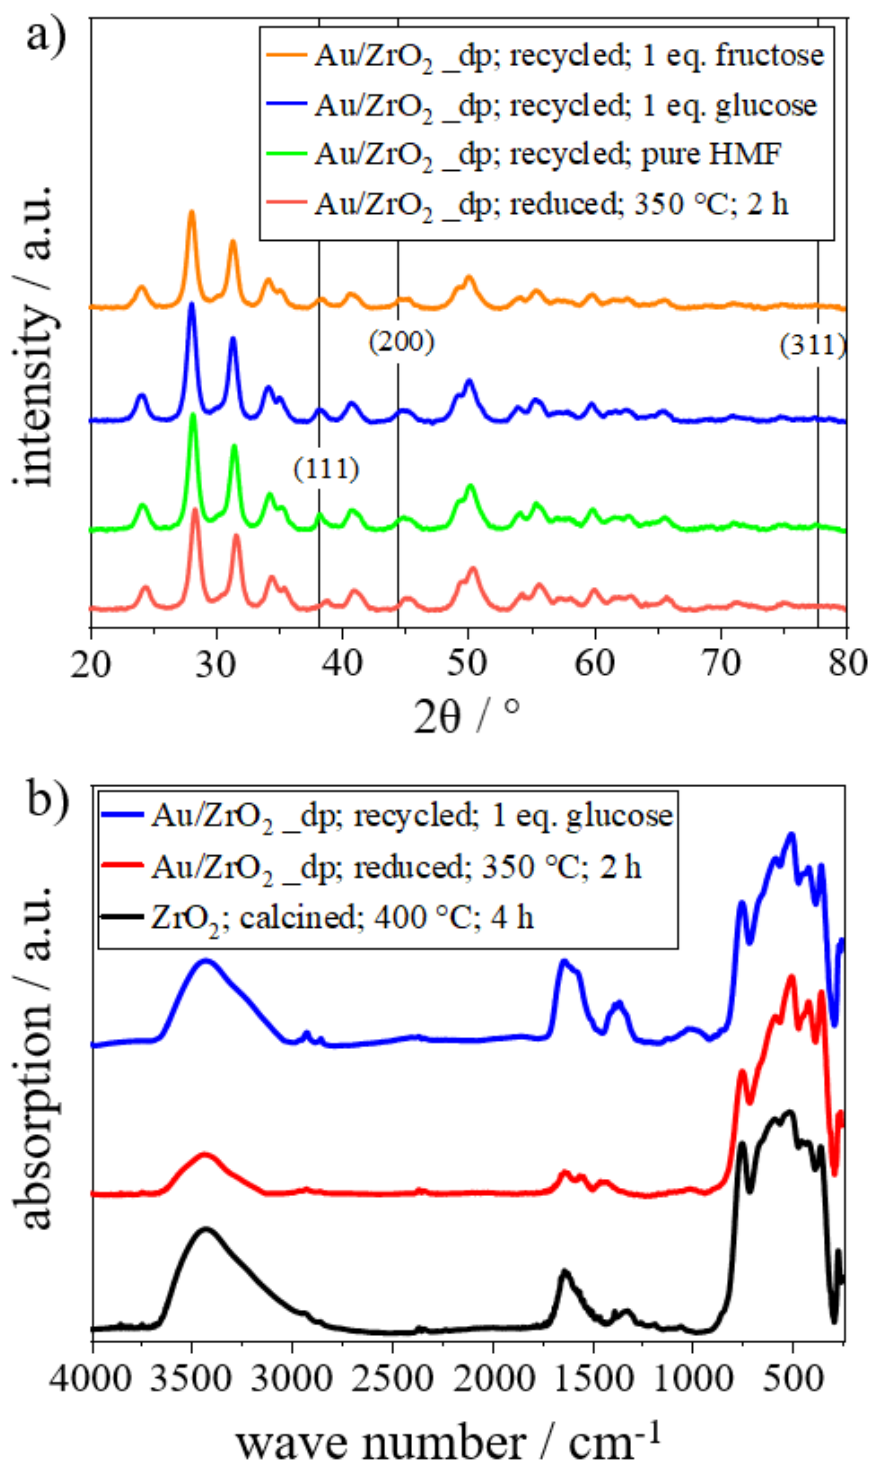 a)
Au/ZrO₂ _dp; recycled; 1 eq. fructose
Au/ZrO₂ _dp; recycled; 1 eq. glucose
Au/ZrO₂ _dp; recycled; pure HMF
Au/ZrO₂ _dp; reduced; 350 °C; 2 h
intensity / a.u.
(200)
(311)
(111)
20 30 40 50 60 70 80
2θ / °
b)
Au/ZrO₂ _dp; recycled; 1 eq. glucose
Au/ZrO₂ _dp; reduced; 350 °C; 2 h
ZrO₂; calcined; 400 °C; 4 h
absorption / a.u.
4000 3500 3000 2500 2000 1500 1000 500
wave number / cm⁻¹